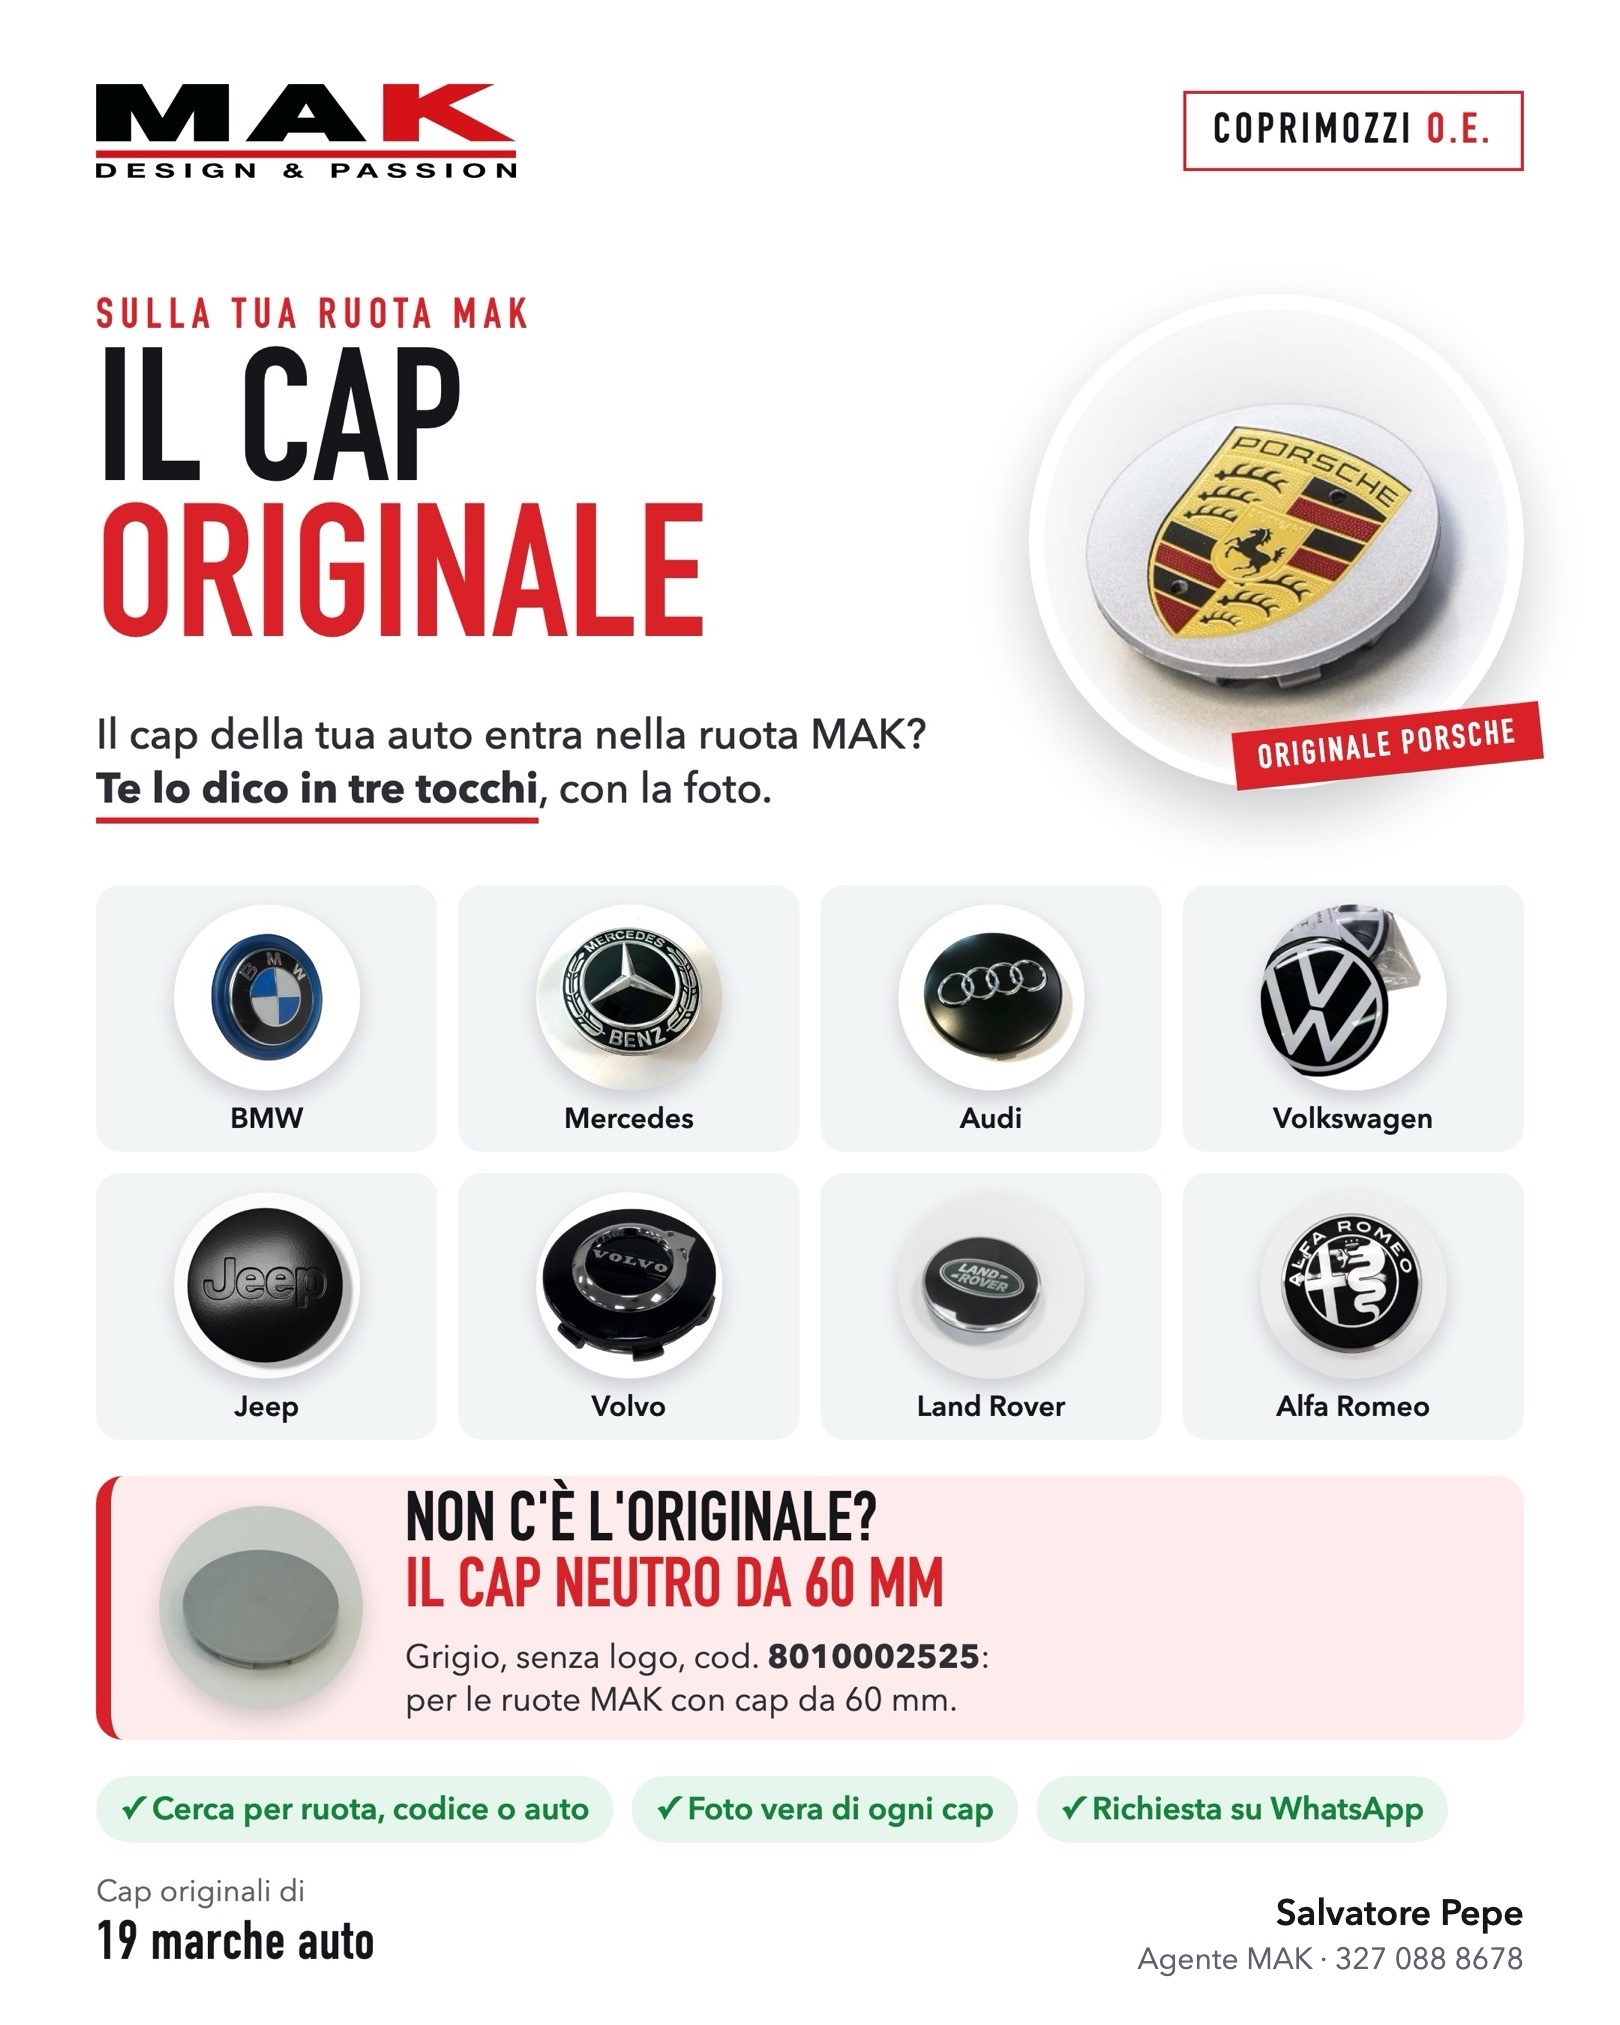 MAK
DESIGN & PASSION
COPRIMOZZI O.E.
SULLA TUA RUOTA MAK
IL CAP
ORIGINALE
PORSCHE
ORIGINALE PORSCHE
Il cap della tua auto entra nella ruota MAK?
Te lo dico in tre tocchi, con la foto.
BMW
MERCEDES
BENZ
BMW
Mercedes
Audi
Volkswagen
Jeep
VOLVO
LAND-
-ROVER
ALFA ROMEO
Jeep
Volvo
Land Rover
Alfa Romeo
NON C'È L'ORIGINALE?
IL CAP NEUTRO DA 60 MM
Grigio, senza logo, cod. 8010002525:
per le ruote MAK con cap da 60 mm.
✓ Cerca per ruota, codice o auto
✓ Foto vera di ogni cap
✓ Richiesta su WhatsApp
Cap originali di
19 marche auto
Salvatore Pepe
Agente MAK · 327 088 8678